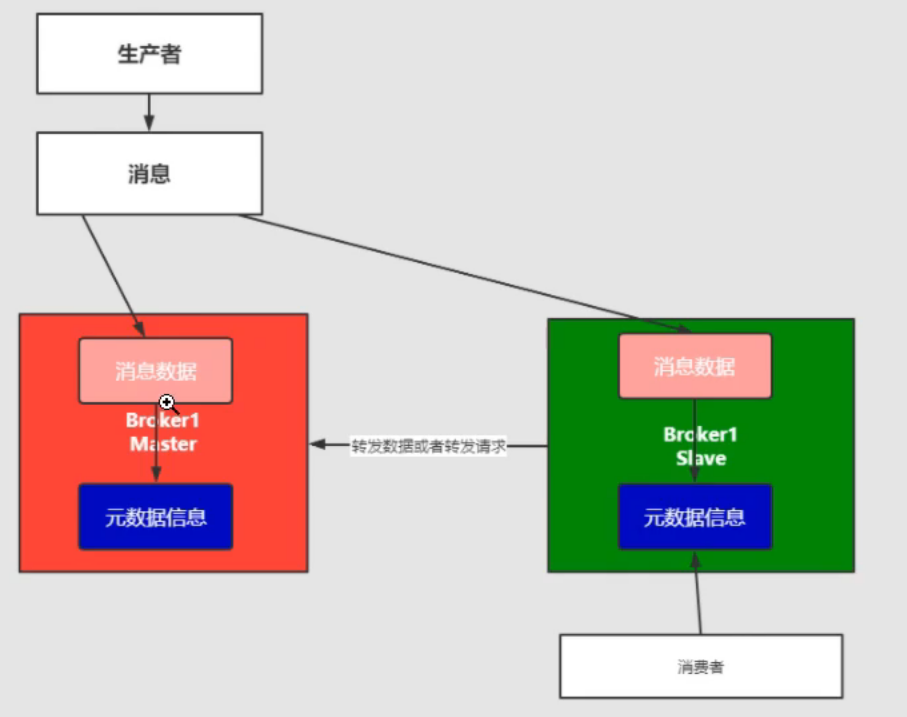 生产者
消息
消息数据
Broker1
Master
元数据信息
转发数据或者转发请求
消息数据
Broker1
Slave
元数据信息
消费者